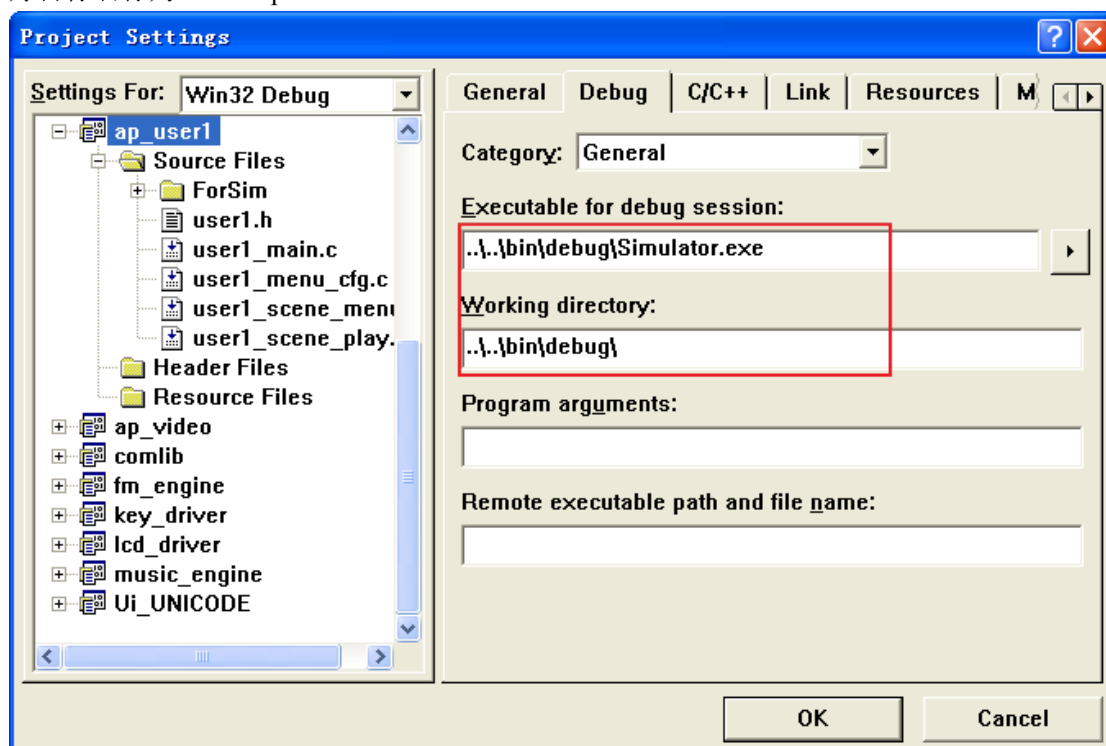 Project Settings
Settings For: Win32 Debug
ap_user1
Source Files
ForSim
user1.h
user1_main.c
user1_menu_cfg.c
user1_scene_menu
user1_scene_play.
Header Files
Resource Files
ap_video
comlib
fm_engine
key_driver
lcd_driver
music_engine
Ui_UNICODE
General Debug C/C++ Link Resources M
Category: General
Executable for debug session:
..\..\bin\debug\Simulator.exe
Working directory:
..\..\bin\debug\
Program arguments:
Remote executable path and file name:
OK Cancel